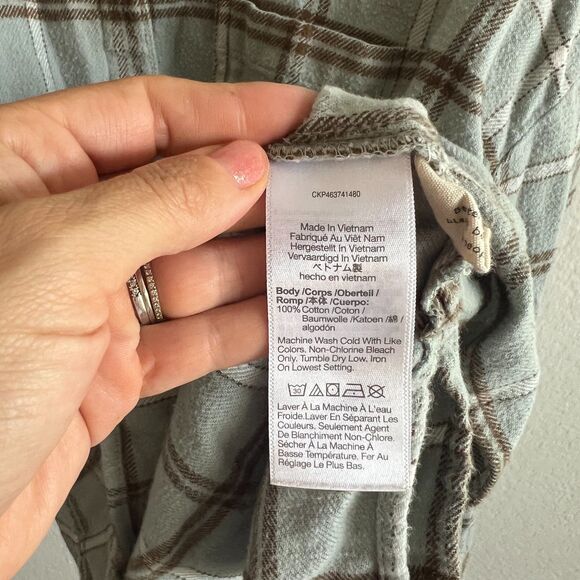 CKP463741480
Made In Vietnam
Fabriqué Au Viêt Nam
Hergestellt In Vietnam
Vervaardigd In Vietnam
ベトナム製
hecho en vietnam
Body /Corps /Oberteil /
Romp /本体 /Cuerpo:
100% Cotton /Coton /
Baumwolle /Katoen /綿 /
algodón
Machine Wash Cold With Like
Colors. Non-Chlorine Bleach
Only. Tumble Dry Low. Iron
On Lowest Setting.
30
Laver À La Machine À L'eau
Froide.Laver En Séparant Les
Couleurs. Seulement Agent
De Blanchiment Non-Chlore.
Sécher À La Machine À
Basse Température. Fer Au
Réglage Le Plus Bas.